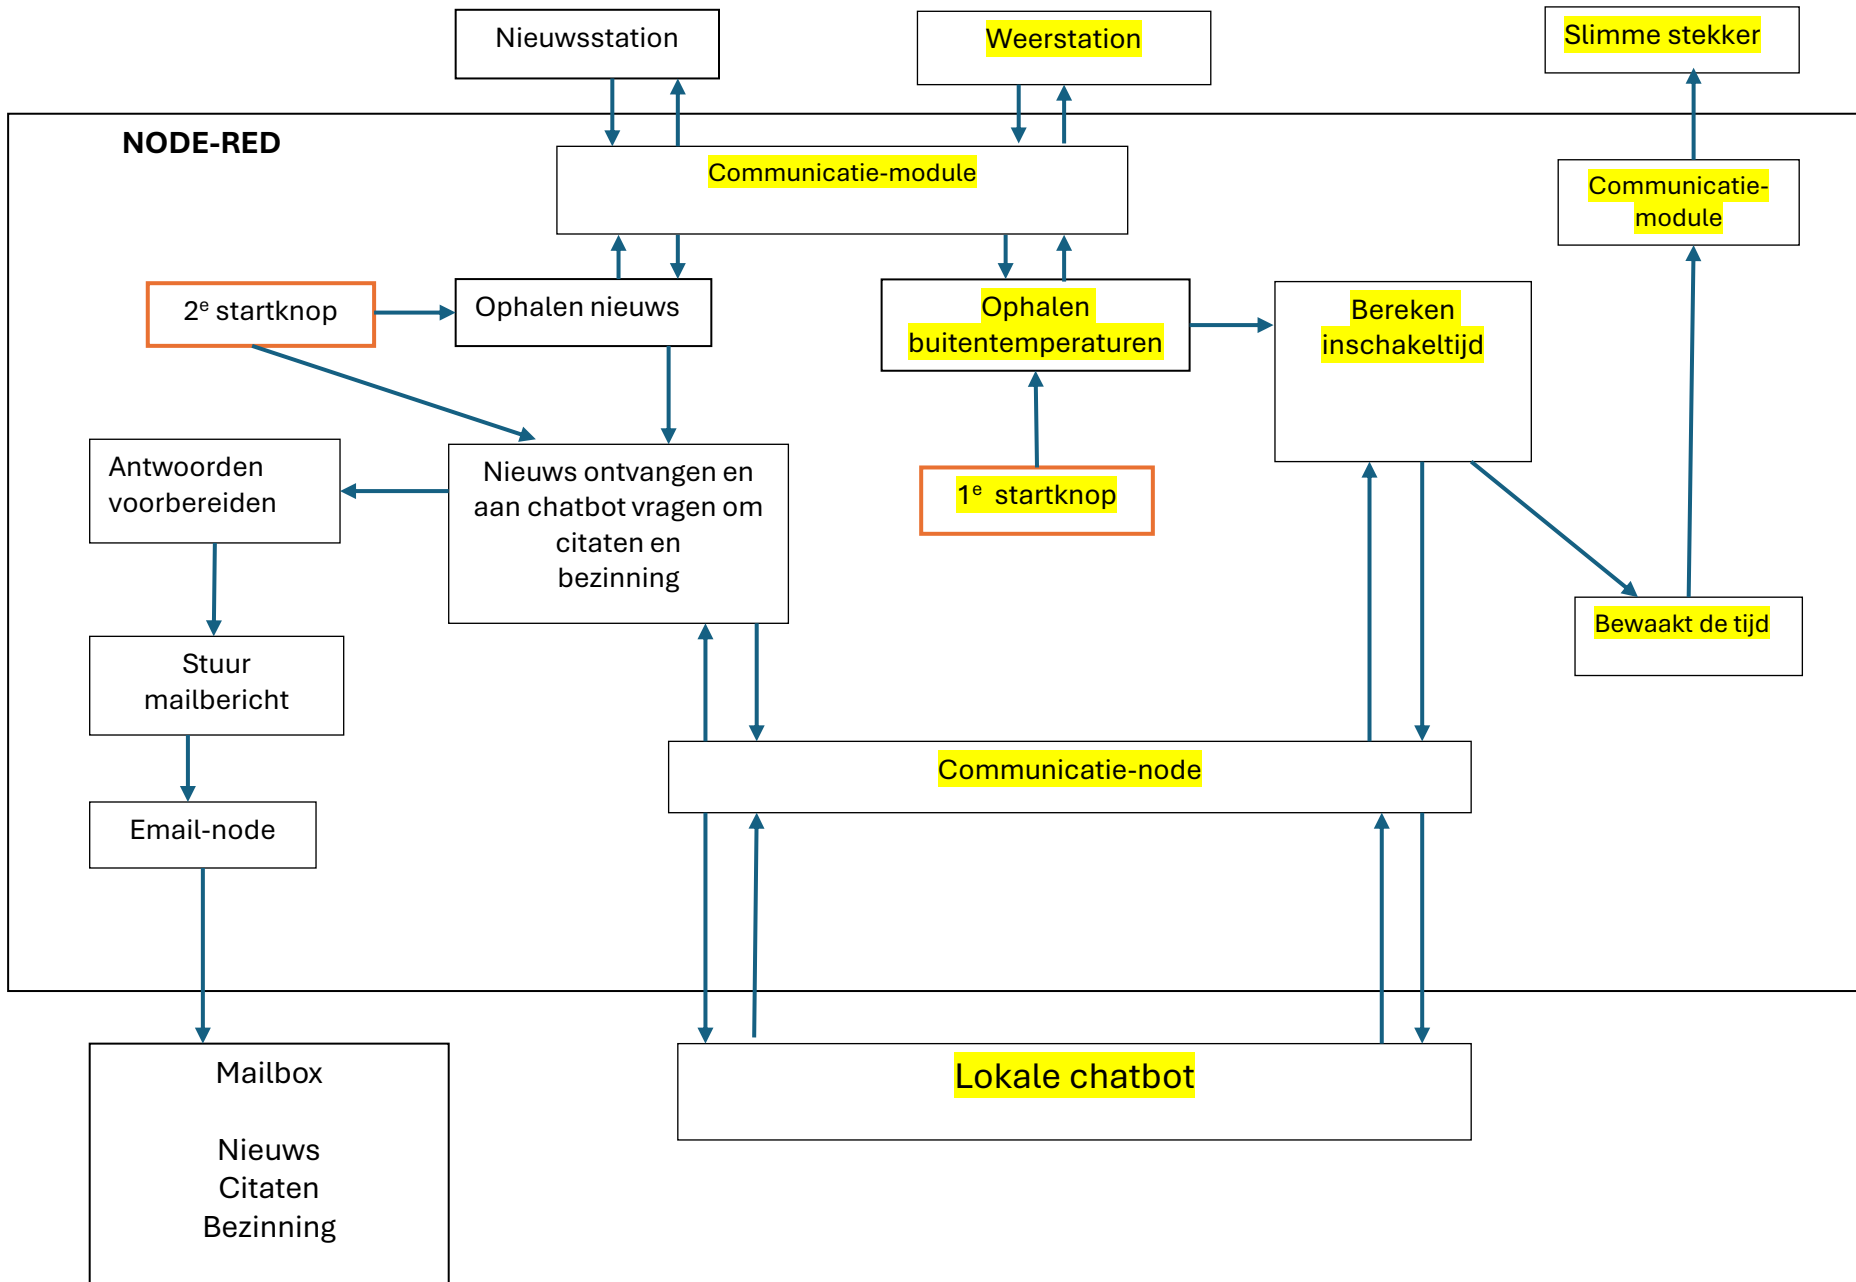 Nieuwsstation
Weerstation
Slimme stekker
NODE-RED
Communicatie-module
Communicatie-
module
2e startknop
Ophalen nieuws
Ophalen
buitentemperaturen
Bereken
inschakeltijd
Antwoorden
voorbereiden
Nieuws ontvangen en
aan chatbot vragen om
citaten en
bezinning
1e startknop
Bewaakt de tijd
Stuur
mailbericht
Communicatie-node
Email-node
Mailbox
Nieuws
Citaten
Bezinning
Lokale chatbot